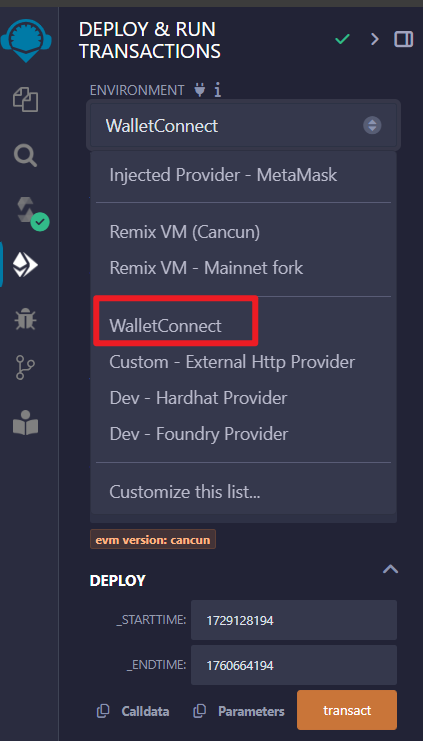 DEPLOY & RUN
TRANSACTIONS
ENVIRONMENT
WalletConnect
Injected Provider - MetaMask
Remix VM (Cancun)
Remix VM - Mainnet fork
WalletConnect
Custom - External Http Provider
Dev - Hardhat Provider
Dev - Foundry Provider
Customize this list...
evm version: cancun
DEPLOY
_STARTTIME: 1729128194
_ENDTIME: 1760664194
Calldata Parameters transact